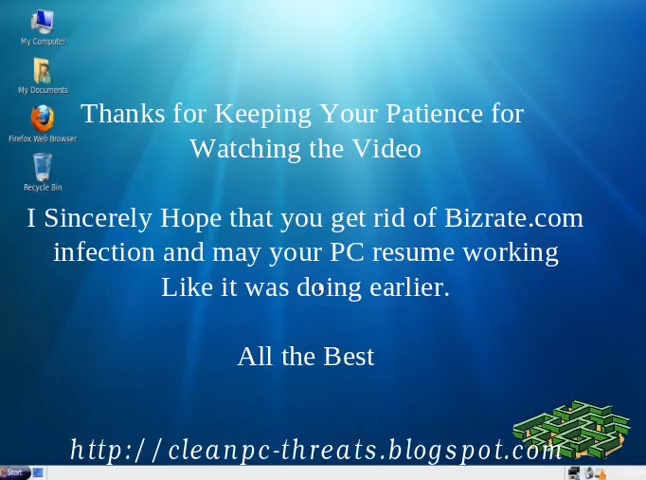 My Computer
My Documents
Firefox Web Browser
Recycle Bin
Thanks for Keeping Your Patience for
Watching the Video
I Sincerely Hope that you get rid of Bizrate.com
infection and may your PC resume working
Like it was doing earlier.
All the Best
http://cleanpc-threats.blogspot.com
Start